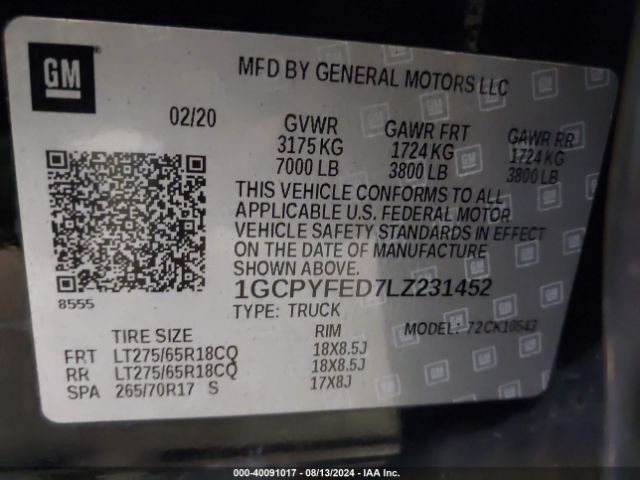 GM
MFD BY GENERAL MOTORS LLC
02/20
GVWR GAWR FRT GAWR RR
3175 KG 1724 KG 1724 KG
7000 LB 3800 LB 3800 LB
THIS VEHICLE CONFORMS TO ALL
APPLICABLE U.S. FEDERAL MOTOR
VEHICLE SAFETY STANDARDS IN EFFECT
ON THE DATE OF MANUFACTURE
SHOWN ABOVE
8555
1GCPYFED7LZ231452
TYPE: TRUCK MODEL: 72CK10543
TIRE SIZE RIM
FRT LT275/65R18CQ 18X8.5J
RR LT275/65R18CQ 18X8.5J
SPA 265/70R17 S 17X8J
000-40091017 - 08/13/2024 - IAA Inc.